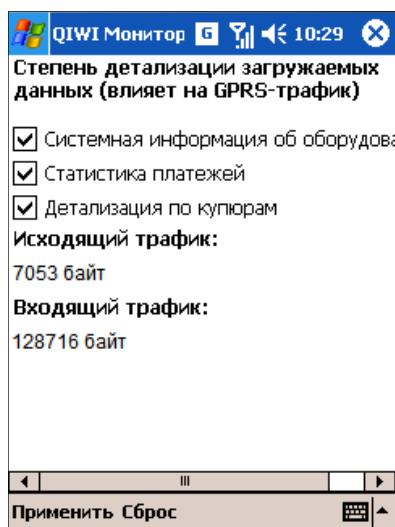 QIWI Монитор G 10:29
Степень детализации загружаемых
данных (влияет на GPRS-трафик)
Системная информация об оборудова
Статистика платежей
Детализация по купюрам
Исходящий трафик:
7053 байт
Входящий трафик:
128716 байт
Применить Сброс